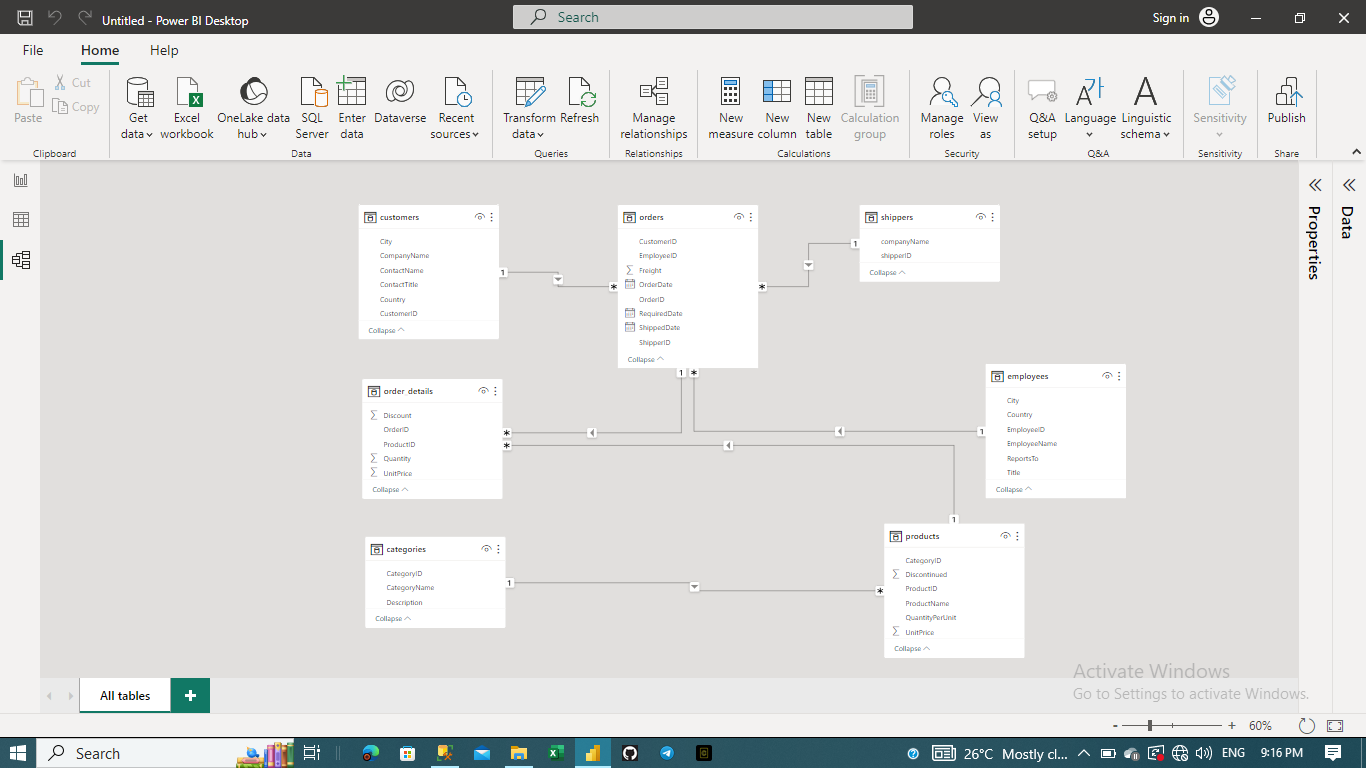 Untitled - Power BI Desktop
Search
Sign in
File Home Help
Paste
Cut
Copy
Clipboard
Get data
Excel workbook
OneLake data hub
SQL Server
Enter data
Dataverse
Recent sources
Data
Transform data
Refresh
Queries
Manage relationships
Relationships
New measure
New column
New table
Calculation group
Calculations
Manage roles
View as
Security
Q&A setup
Language
Linguistic schema
Q&A
Sensitivity
Sensitivity
Publish
Share
customers
City
CompanyName
ContactName
ContactTitle
Country
CustomerID
Collapse
1
*
orders
CustomerID
EmployeeID
Σ Freight
OrderDate
OrderID
RequiredDate
ShippedDate
ShipperID
Collapse
1 *
*
1
shippers
companyName
shipperID
Collapse
order details
Σ Discount
OrderID
ProductID
Σ Quantity
Σ UnitPrice
Collapse
*
*
1
employees
City
Country
EmployeeID
EmployeeName
ReportsTo
Title
Collapse
categories
CategoryID
CategoryName
Description
Collapse
1
*
1
products
CategoryID
Σ Discontinued
ProductID
ProductName
QuantityPerUnit
Σ UnitPrice
Collapse
Properties
Data
Activate Windows
Go to Settings to activate Windows.
All tables +
- + 60%
Search
26°C Mostly cl... ENG 9:16 PM